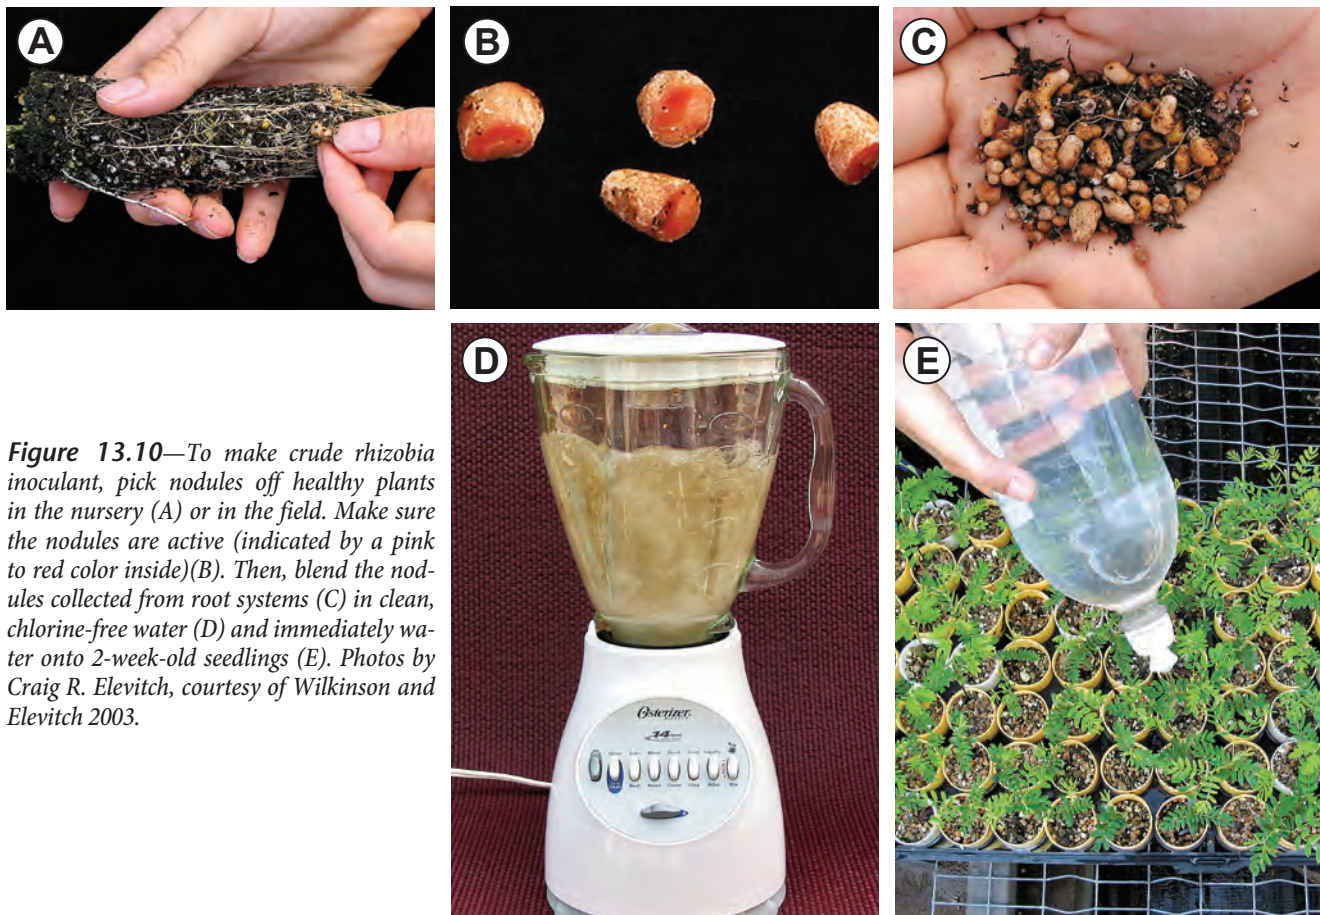 A
B
C
D
E
Figure 13.10—To make crude rhizobia
inoculant, pick nodules off healthy plants
in the nursery (A) or in the field. Make sure
the nodules are active (indicated by a pink
to red color inside)(B). Then, blend the nod-
ules collected from root systems (C) in clean,
chlorine-free water (D) and immediately wa-
ter onto 2-week-old seedlings (E). Photos by
Craig R. Elevitch, courtesy of Wilkinson and
Elevitch 2003.
Osterizer
14